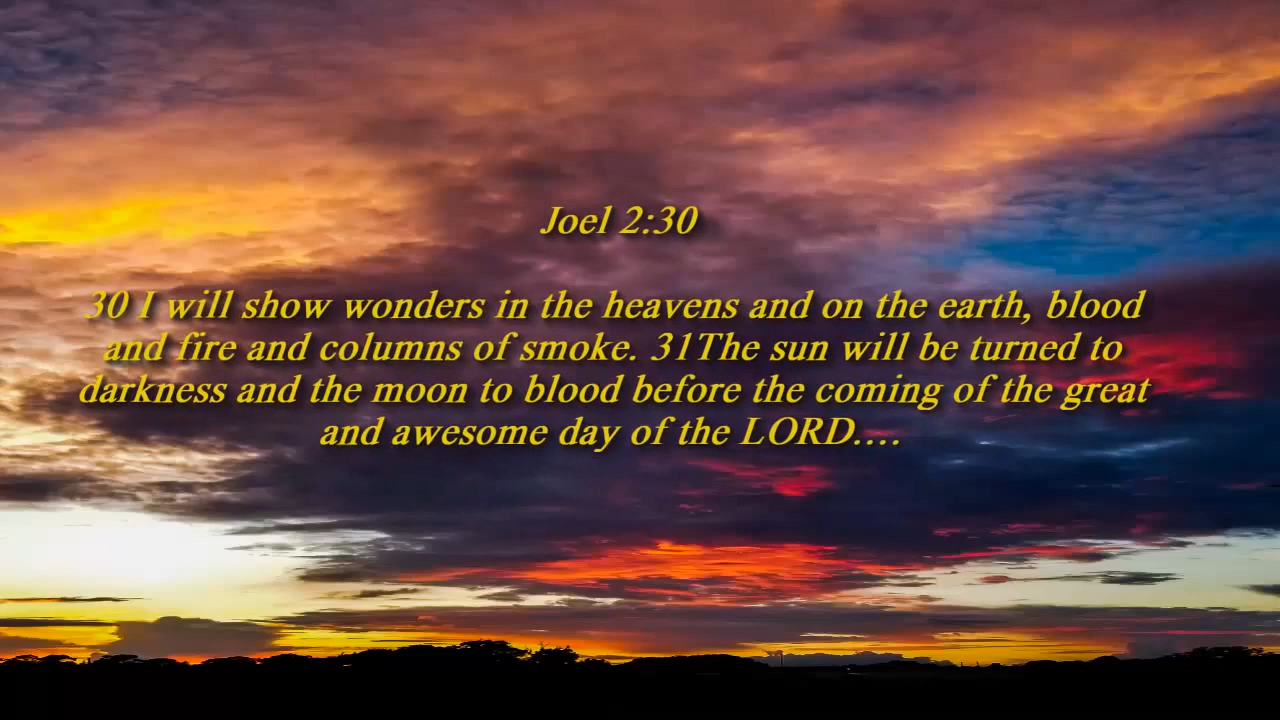 Joel 2:30
30 I will show wonders in the heavens and on the earth, blood
and fire and columns of smoke. 31The sun will be turned to
darkness and the moon to blood before the coming of the great
and awesome day of the LORD....